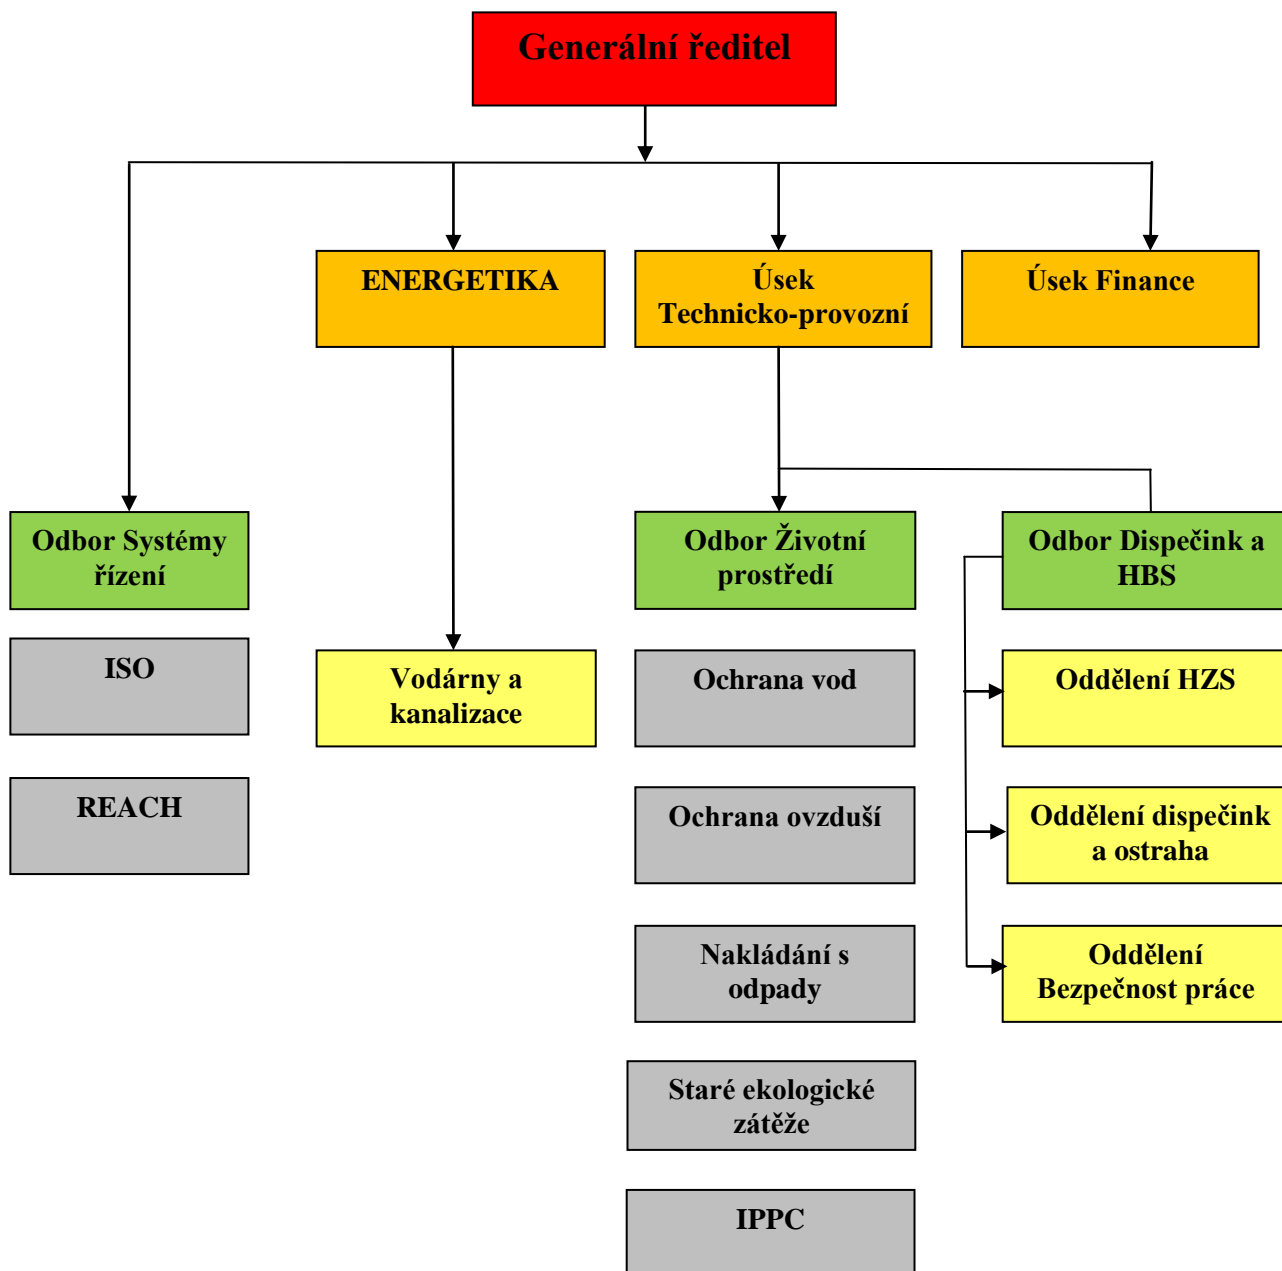 Generální ředitel
ENERGETIKA
Úsek
Technicko-provozní
Úsek Finance
Odbor Systémy
řízení
Odbor Životní
prostředí
Odbor Dispečink a
HBS
ISO
Vodárny a
kanalizace
Ochrana vod
Oddělení HZS
REACH
Ochrana ovzduší
Oddělení dispečink
a ostraha
Nakládání s
odpady
Oddělení
Bezpečnost práce
Staré ekologické
zátěže
IPPC